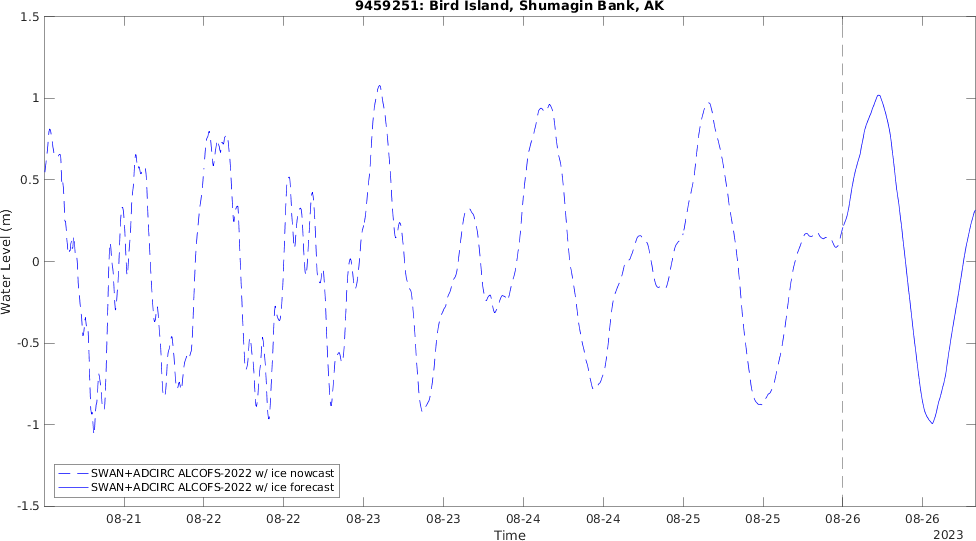 9459251: Bird Island, Shumagin Bank, AK
1.5
1
0.5
0
-0.5
-1
-1.5
Water Level (m)
SWAN+ADCIRC ALCOFS-2022 w/ ice nowcast
SWAN+ADCIRC ALCOFS-2022 w/ ice forecast
08-21 08-22 08-22 08-23 08-23 08-24 08-24 08-25 08-25 08-26 08-26
Time
2023